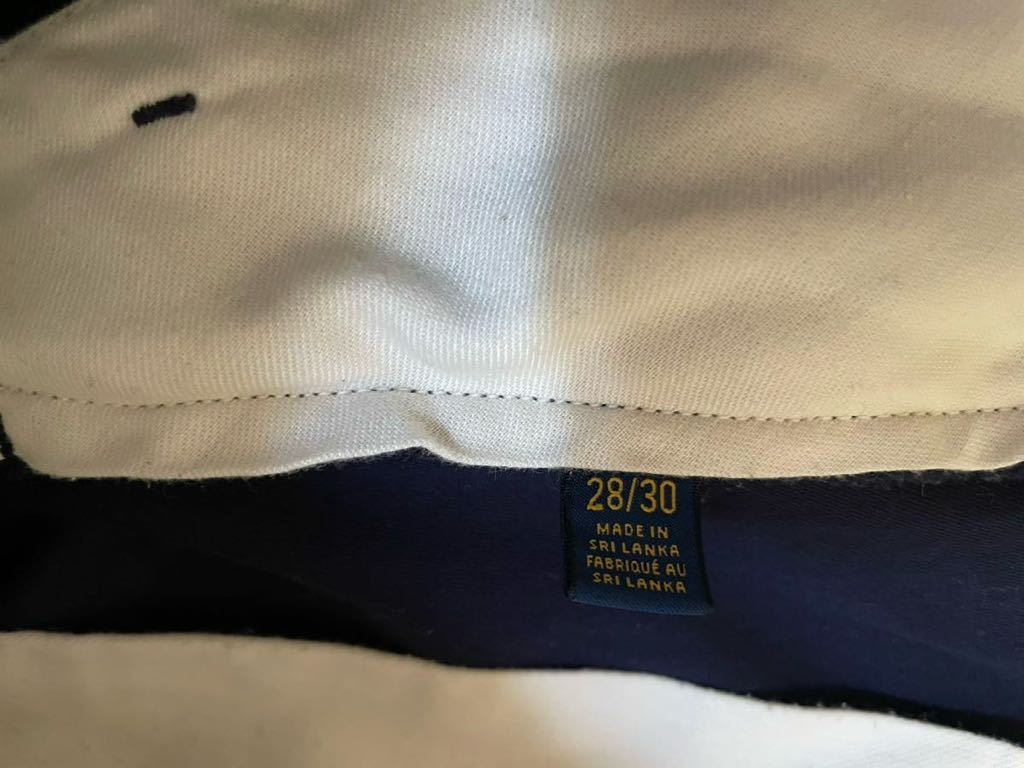 28/30
MADE IN
SRI LANKA
FABRIQUÉ AU
SRI LANKA